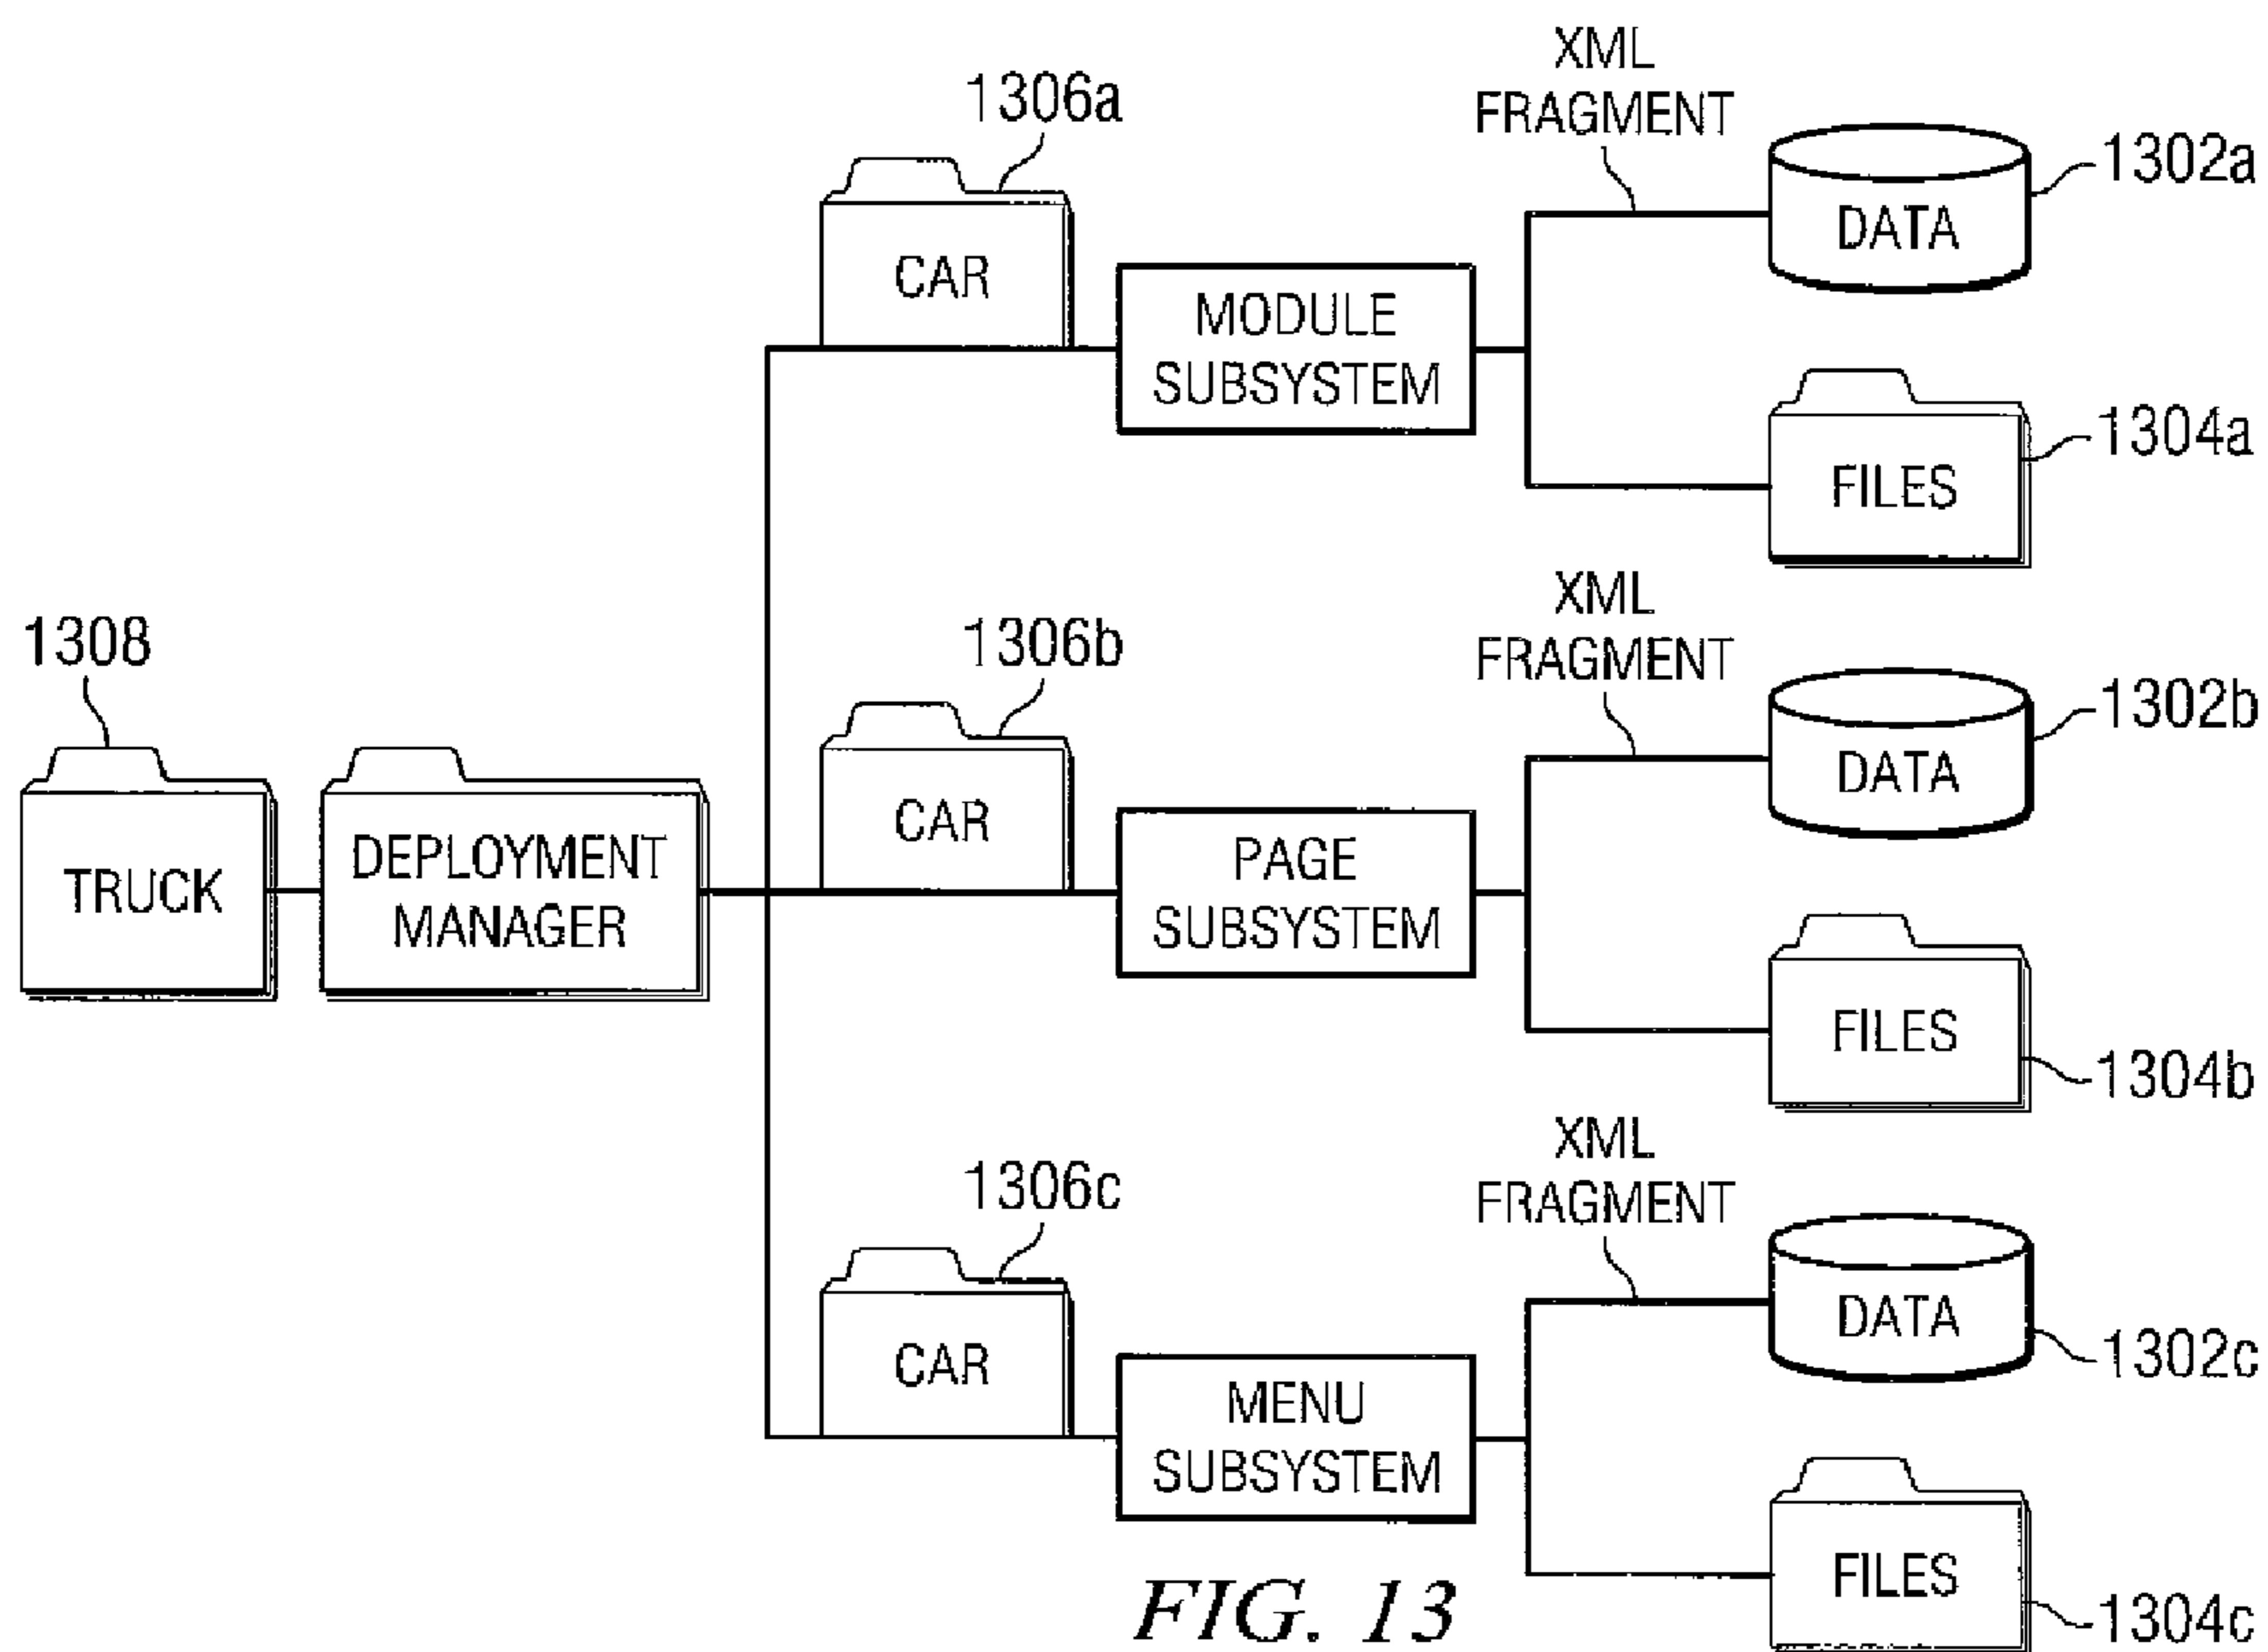 XML
FRAGMENT
1306a
1302a
DATA
CAR
MODULE
SUBSYSTEM
1304a
FILES
XML
FRAGMENT
1308
1306b
1302b
DATA
CAR
PAGE
SUBSYSTEM
TRUCK
DEPLOYMENT
MANAGER
FILES
1304b
XML
FRAGMENT
1306c
DATA
1302c
CAR
MENU
SUBSYSTEM
FILES
1304c
FIG. 13